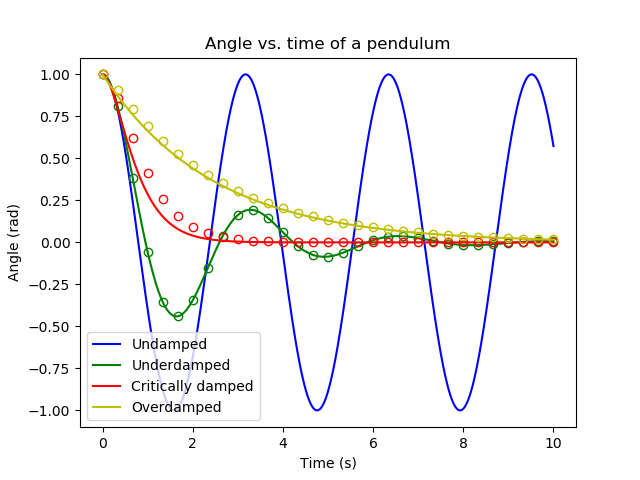 Angle vs. time of a pendulum
1.00
0.75
0.50
0.25
0.00
−0.25
−0.50
−0.75
−1.00
Angle (rad)
Undamped
Underdamped
Critically damped
Overdamped
0 2 4 6 8 10
Time (s)